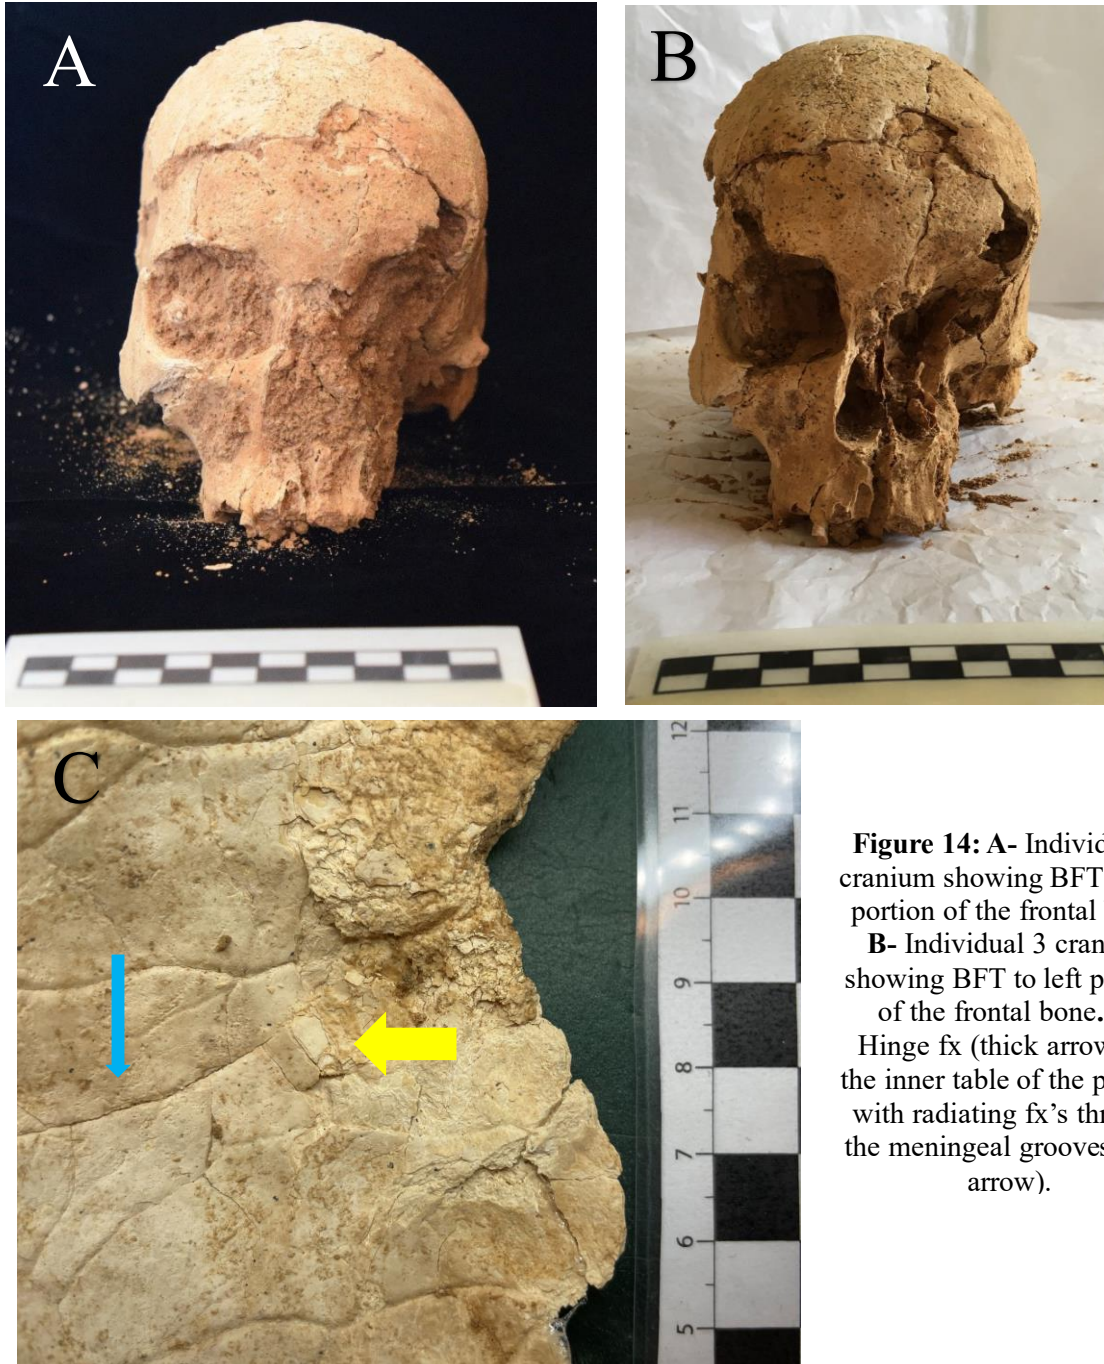 A
B
C
12
11
10
9
8
7
6
5
Figure 14: A- Individ
cranium showing BFT
portion of the frontal
B- Individual 3 cran
showing BFT to left p
of the frontal bone.
Hinge fx (thick arrow
the inner table of the p
with radiating fx's thr
the meningeal grooves
arrow).